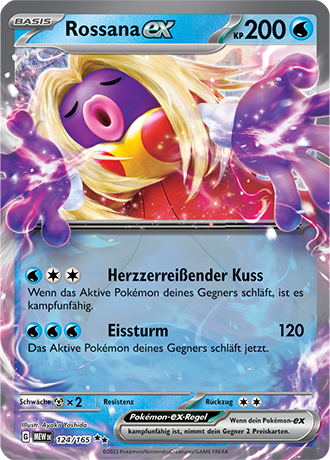 BASIS Rossana ex KP 200
Herzzerreißender Kuss
Wenn das Aktive Pokémon deines Gegners schläft, ist es
kampfunfähig.
Eissturm 120
Das Aktive Pokémon deines Gegners schläft jetzt.
Schwäche ×2 Resistenz Rückzug
Pokémon-ex-Regel
Wenn dein Pokémon-ex
kampfunfähig ist, nimmt dein Gegner 2 Preiskarten.
Illustr. Ayaka Yoshida
G MEW DE 124/165
©2023 Pokémon/Nintendo/Creatures/GAME FREAK